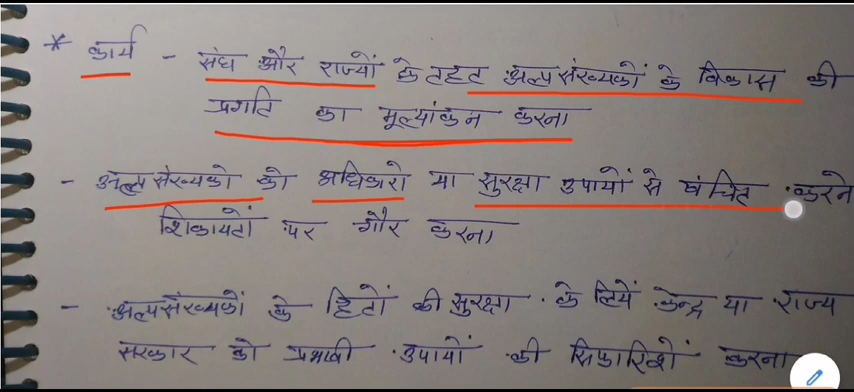 * कार्य - संघ और राज्यों के तहत अल्पसंख्यकों के विकास की
प्रगति का मूल्यांकन करना
- अल्पसंख्यको को अधिकारो या सुरक्षा उपायों से वंचित करने
शिकायतों पर गौर करना
- अल्पसंख्यकों के हितों की सुरक्षा के लियें केन्द्र या राज्य
सरकार को प्रभावी उपायों की सिफारिशों करना